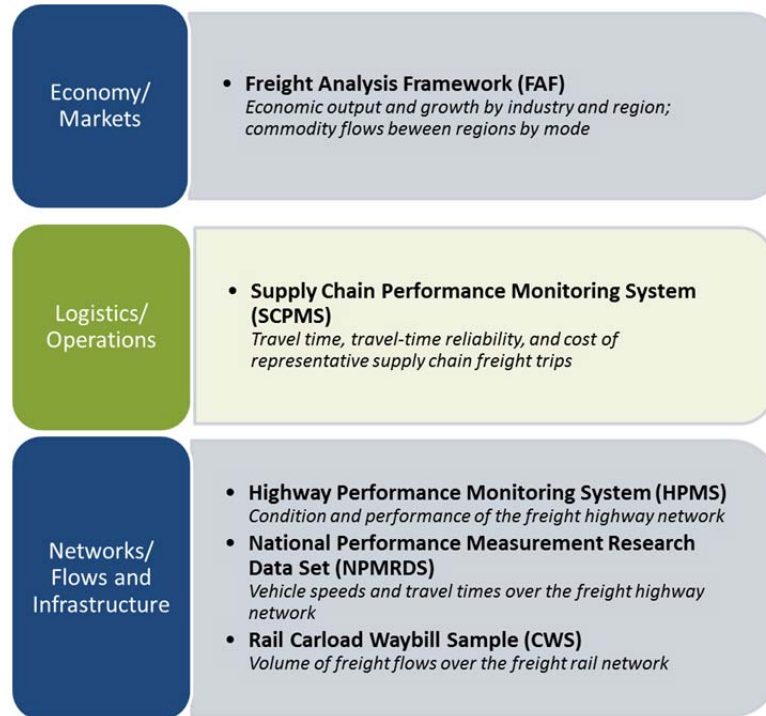 Economy/
Markets
• Freight Analysis Framework (FAF)
Economic output and growth by industry and region;
commodity flows beween regions by mode
Logistics/
Operations
• Supply Chain Performance Monitoring System
(SCPMS)
Travel time, travel-time reliability, and cost of
representative supply chain freight trips
Networks/
Flows and
Infrastructure
• Highway Performance Monitoring System (HPMS)
Condition and performance of the freight highway network
• National Performance Measurement Research
Data Set (NPMRDS)
Vehicle speeds and travel times over the freight highway
network
• Rail Carload Waybill Sample (CWS)
Volume of freight flows over the freight rail network